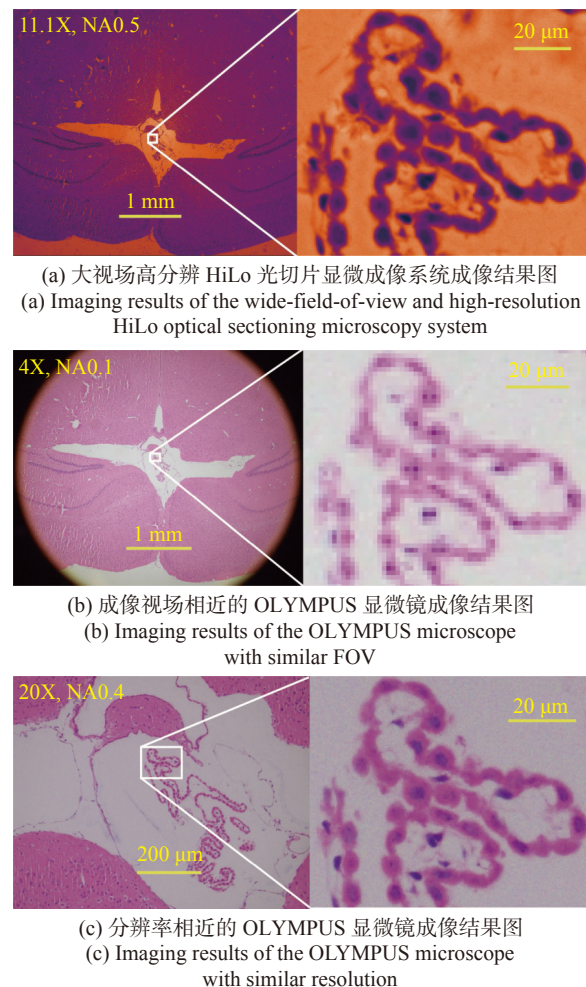 11.1X, NA0.5
20 μm
1 mm
(a) 大视场高分辨 HiLo 光切片显微成像系统成像结果图
(a) Imaging results of the wide-field-of-view and high-resolution
HiLo optical sectioning microscopy system
4X, NA0.1
20 μm
1 mm
(b) 成像视场相近的 OLYMPUS 显微镜成像结果图
(b) Imaging results of the OLYMPUS microscope
with similar FOV
20X, NA0.4
20 μm
200 μm
(c) 分辨率相近的 OLYMPUS 显微镜成像结果图
(c) Imaging results of the OLYMPUS microscope
with similar resolution